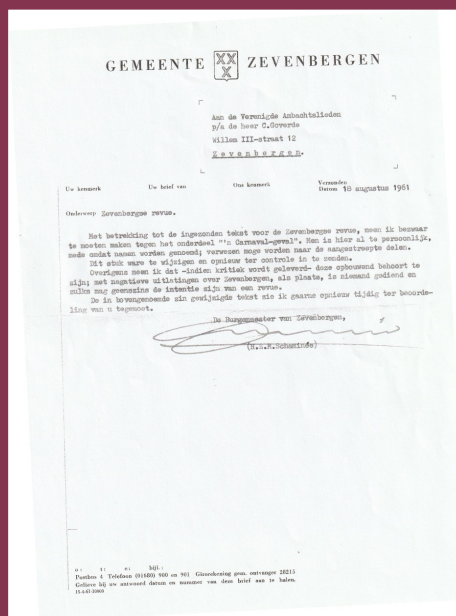 GEMEENTE XXX ZEVENBERGEN
Aan de Verenigde Ambachtslieden
p/a de heer C.Goverde
Willem III-straat 12
Zevenbergen.
Uw kenmerk Uw brief van Ons kenmerk Verzonden
Datum 18 augustus 1961
Onderwerp Zevenbergse revue.
Met betrekking tot de ingezonden tekst voor de Zevenbergse revue, meen ik bezwaar
te moeten maken tegen het onderdeel "'n Carnaval-geval". Men is hier al te persoonlijk,
mede omdat namen worden genoemd; verwezen moge worden naar de aangestreepte delen.
Dit stuk ware te wijzigen en opnieuw ter controle in te zenden.
Overigens meen ik dat -indien kritiek wordt geleverd- deze opbouwend behoort te
zijn; met negatieve uitlatingen over Zevenbergen, als plaats, is niemand gediend en
zulks mag geenszins de intentie zijn van een revue.
De in bovengenoemde zin gewijzigde tekst zie ik gaarne opnieuw tijdig ter beoorde-
ling van u tegemoet.
De Burgemeester van Zevenbergen,
bijl.:
Postbus 4 Telefoon (01680) 900 en 901 Girorekening gem. ontvanger 28215
Gelieve bij uw antwoord datum en nummer van deze brief aan te halen.